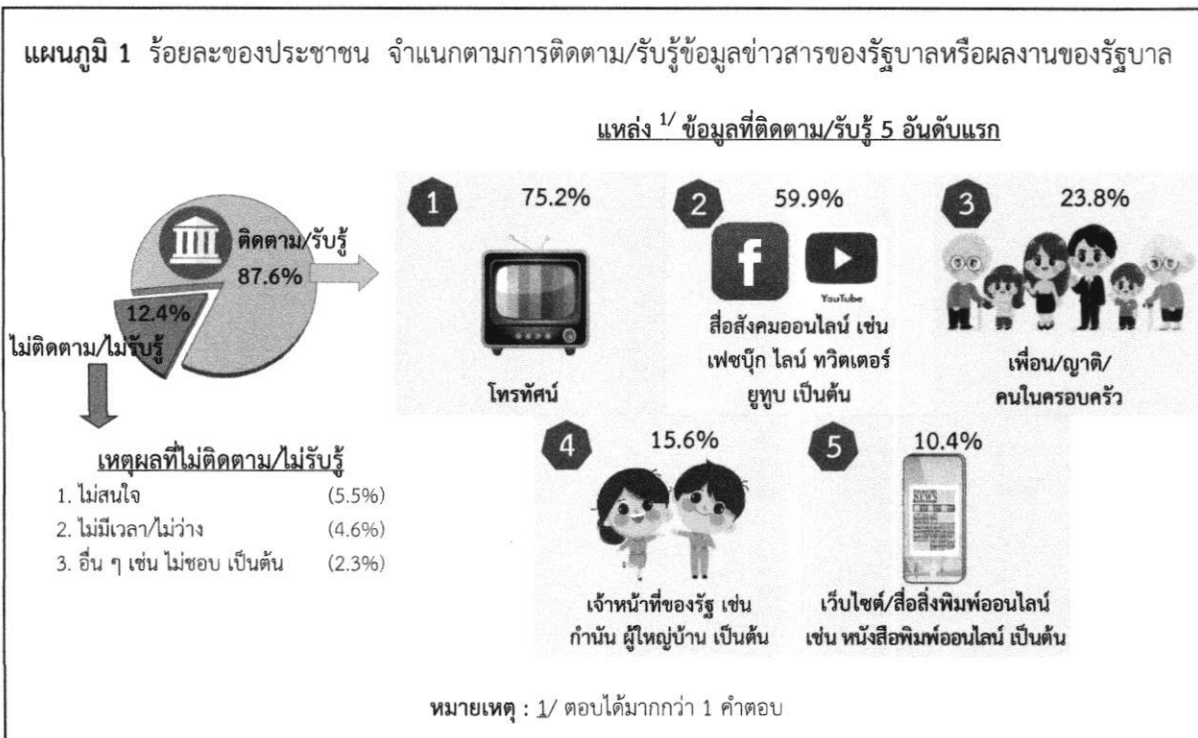 แผนภูมิ 1 ร้อยละของประชาชน จำแนกตามการติดตาม/รับรู้ข้อมูลข่าวสารของรัฐบาลหรือผลงานของรัฐบาล
แหล่ง 1/ ข้อมูลที่ติดตาม/รับรู้ 5 อันดับแรก
ติดตาม/รับรู้
87.6%
12.4%
ไม่ติดตาม/ไม่รับรู้
เหตุผลที่ไม่ติดตาม/ไม่รับรู้
1. ไม่สนใจ (5.5%)
2. ไม่มีเวลา/ไม่ว่าง (4.6%)
3. อื่น ๆ เช่น ไม่ชอบ เป็นต้น (2.3%)
1
75.2%
โทรทัศน์
2
59.9%
f
YouTube
สื่อสังคมออนไลน์ เช่น
เฟซบุ๊ก ไลน์ ทวิตเตอร์
ยูทูบ เป็นต้น
3
23.8%
เพื่อน/ญาติ/
คนในครอบครัว
4
15.6%
เจ้าหน้าที่ของรัฐ เช่น
กำนัน ผู้ใหญ่บ้าน เป็นต้น
5
10.4%
NEWS
เว็บไซต์/สื่อสิ่งพิมพ์ออนไลน์
เช่น หนังสือพิมพ์ออนไลน์ เป็นต้น
หมายเหตุ : 1/ ตอบได้มากกว่า 1 คำตอบ